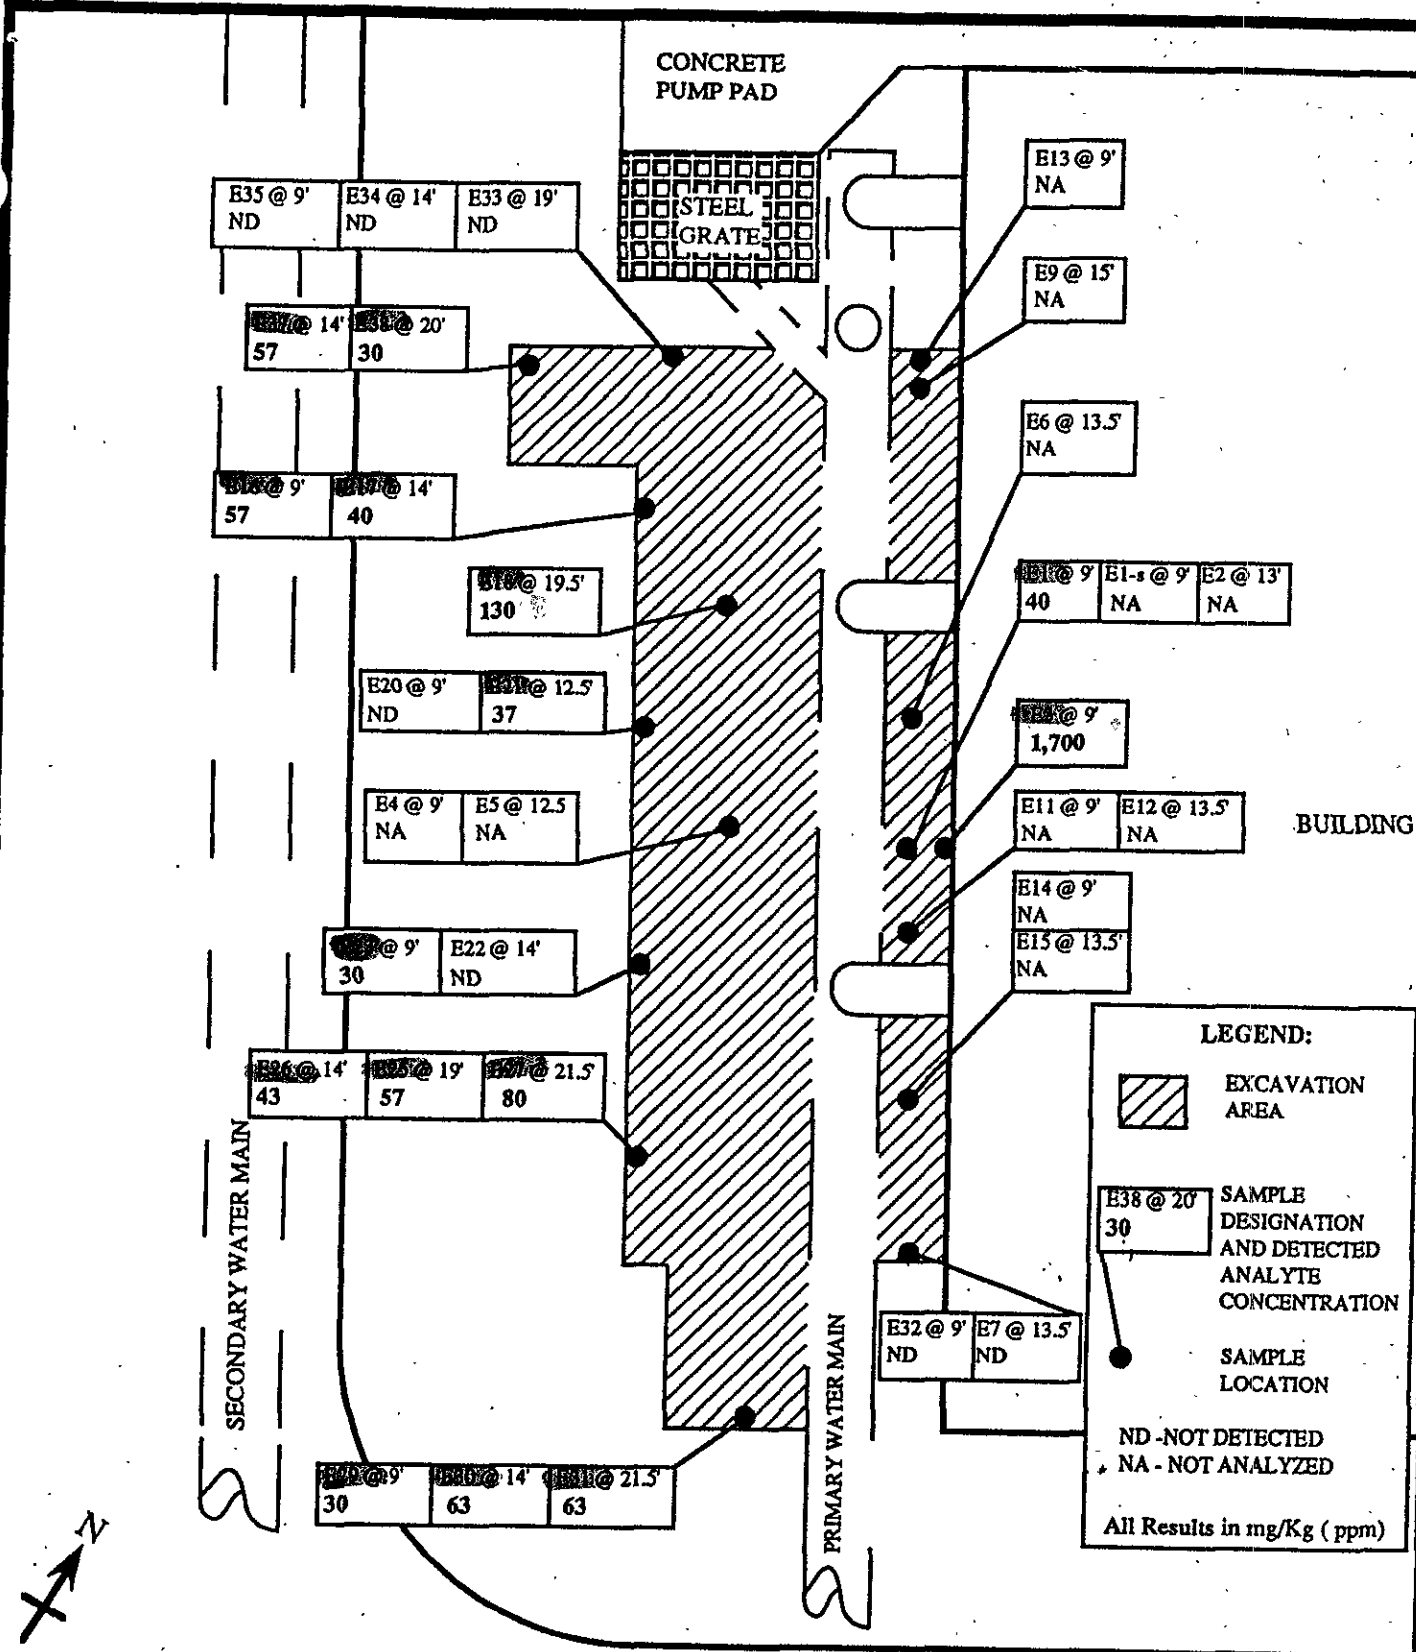 CONCRETE
PUMP PAD
STEEL
GRATE
E13 @ 9'
NA
E35 @ 9'
ND
E34 @ 14'
ND
E33 @ 19'
ND
E9 @ 15'
NA
@ 14'
57
@ 20'
30
E6 @ 13.5'
NA
@ 9'
57
@ 14'
40
@ 19.5'
130
E1 @ 9'
40
E1-s @ 9'
NA
E2 @ 13'
NA
E20 @ 9'
ND
@ 12.5'
37
@ 9'
1,700
E4 @ 9'
NA
E5 @ 12.5
NA
E11 @ 9'
NA
E12 @ 13.5'
NA
BUILDING
E14 @ 9'
NA
E15 @ 13.5'
NA
@ 9'
30
E22 @ 14'
ND
E26 @ 14'
43
@ 19'
57
@ 21.5'
80
LEGEND:
EXCAVATION
AREA
E38 @ 20'
30
SAMPLE
DESIGNATION
AND DETECTED
ANALYTE
CONCENTRATION
SAMPLE
LOCATION
ND -NOT DETECTED
NA - NOT ANALYZED
All Results in mg/Kg ( ppm)
SECONDARY WATER MAIN
PRIMARY WATER MAIN
E32 @ 9'
ND
E7 @ 13.5'
ND
@ 9'
30
@ 14'
63
@ 21.5'
63
N